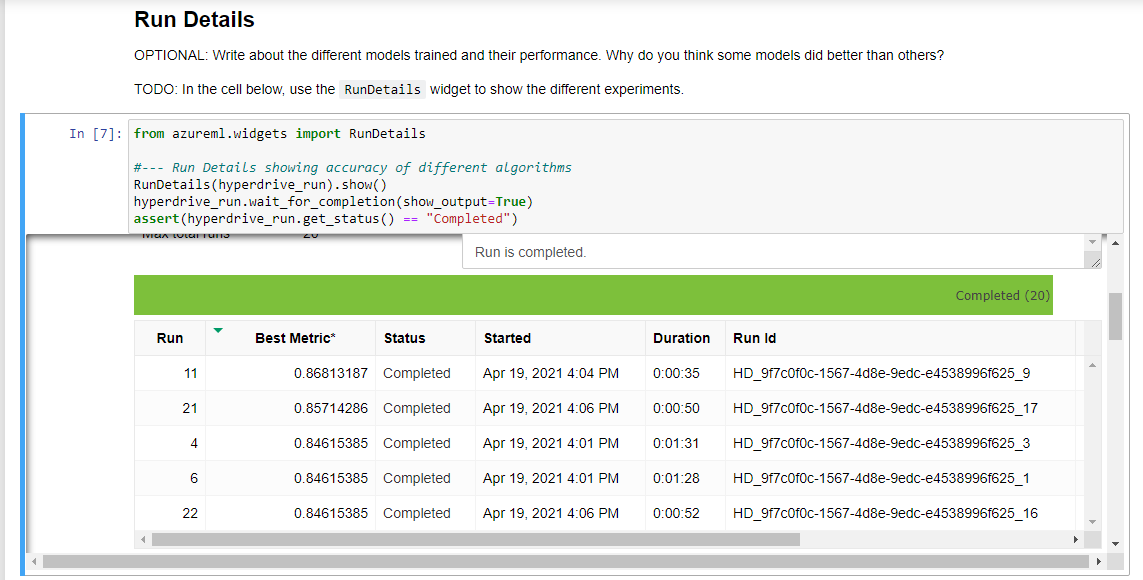 Run Details
OPTIONAL: Write about the different models trained and their performance. Why do you think some models did better than others?
TODO: In the cell below, use the RunDetails widget to show the different experiments.
In [7]: from azureml.widgets import RunDetails
#--- Run Details showing accuracy of different algorithms
RunDetails(hyperdrive_run).show()
hyperdrive_run.wait_for_completion(show_output=True)
assert(hyperdrive_run.get_status() == "Completed")
Max total runs 20
Run is completed.
Completed (20)
Run Best Metric* Status Started Duration Run Id
11 0.86813187 Completed Apr 19, 2021 4:04 PM 0:00:35 HD_9f7c0f0c-1567-4d8e-9edc-e4538996f625_9
21 0.85714286 Completed Apr 19, 2021 4:06 PM 0:00:50 HD_9f7c0f0c-1567-4d8e-9edc-e4538996f625_17
4 0.84615385 Completed Apr 19, 2021 4:01 PM 0:01:31 HD_9f7c0f0c-1567-4d8e-9edc-e4538996f625_3
6 0.84615385 Completed Apr 19, 2021 4:01 PM 0:01:28 HD_9f7c0f0c-1567-4d8e-9edc-e4538996f625_1
22 0.84615385 Completed Apr 19, 2021 4:06 PM 0:00:52 HD_9f7c0f0c-1567-4d8e-9edc-e4538996f625_16